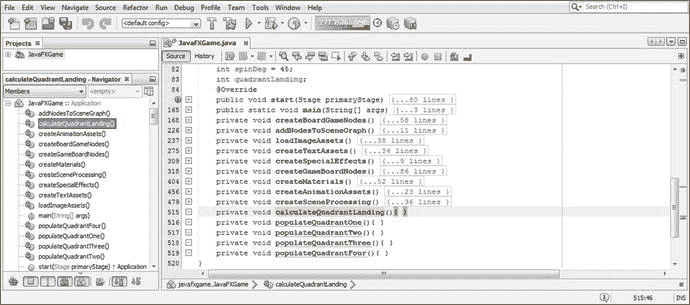 File Edit View Navigate Source Refactor Run Debug Profile Team Tools Window Help
Search (Ctrl+I)
<default config>
Projects
JavaFXGame
calculateQuadrantLanding - Navigator
Members
<empty>
JavaFXGame :: Application
addNodesToSceneGraph()
calculateQuadrantLanding()
createAnimationAssets()
createBoardGameNodes()
createGameBoardNodes()
createMaterials()
createSceneProcessing()
createSpecialEffects()
createTextAssets()
loadImageAssets()
main(String[] args)
populateQuadrantFour()
populateQuadrantOne()
populateQuadrantThree()
populateQuadrantTwo()
start(Stage primaryStage) ↑ Application
JavaFXGame.java
Source History
82 int spinDeg = 45;
83 int quadrantLanding;
84 @Override
public void start(Stage primaryStage) {...80 lines }
165 public static void main(String[] args) {...3 lines }
168 private void createBoardGameNodes() {...58 lines }
226 private void addNodesToSceneGraph() {...11 lines }
237 private void loadImageAssets() {...38 lines }
275 private void createTextAssets() {...34 lines }
309 private void createSpecialEffects() {...9 lines }
318 private void createGameBoardNodes() {...86 lines }
404 private void createMaterials() {...52 lines }
456 private void createAnimationAssets() {...23 lines }
479 private void createSceneProcessing() {...36 lines }
515 private void calculateQuadrantLanding(){ }
516 private void populateQuadrantOne(){ }
517 private void populateQuadrantTwo(){ }
518 private void populateQuadrantThree(){ }
519 private void populateQuadrantFour(){ }
520 }
javafxgame.JavaFXGame calculateQuadrantLanding
515:46 INS